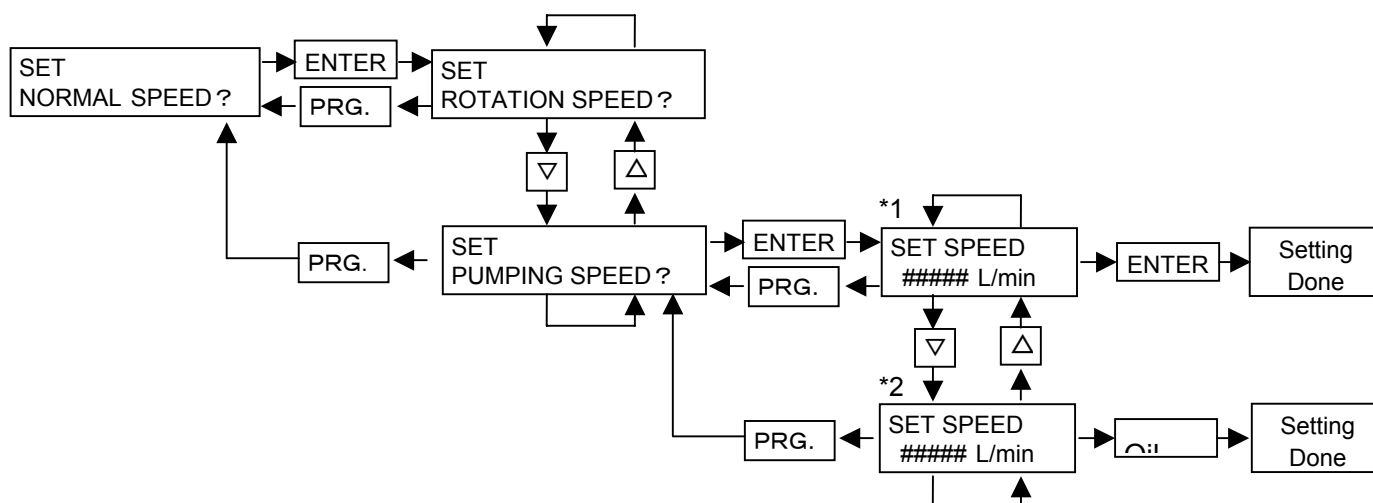 SET
NORMAL SPEED?
ENTER
PRG.
SET
ROTATION SPEED?
▽
△
PRG.
SET
PUMPING SPEED?
ENTER
PRG.
*1
SET SPEED
##### L/min
ENTER
Setting
Done
▽
△
PRG.
*2
SET SPEED
##### L/min
Setting
Done